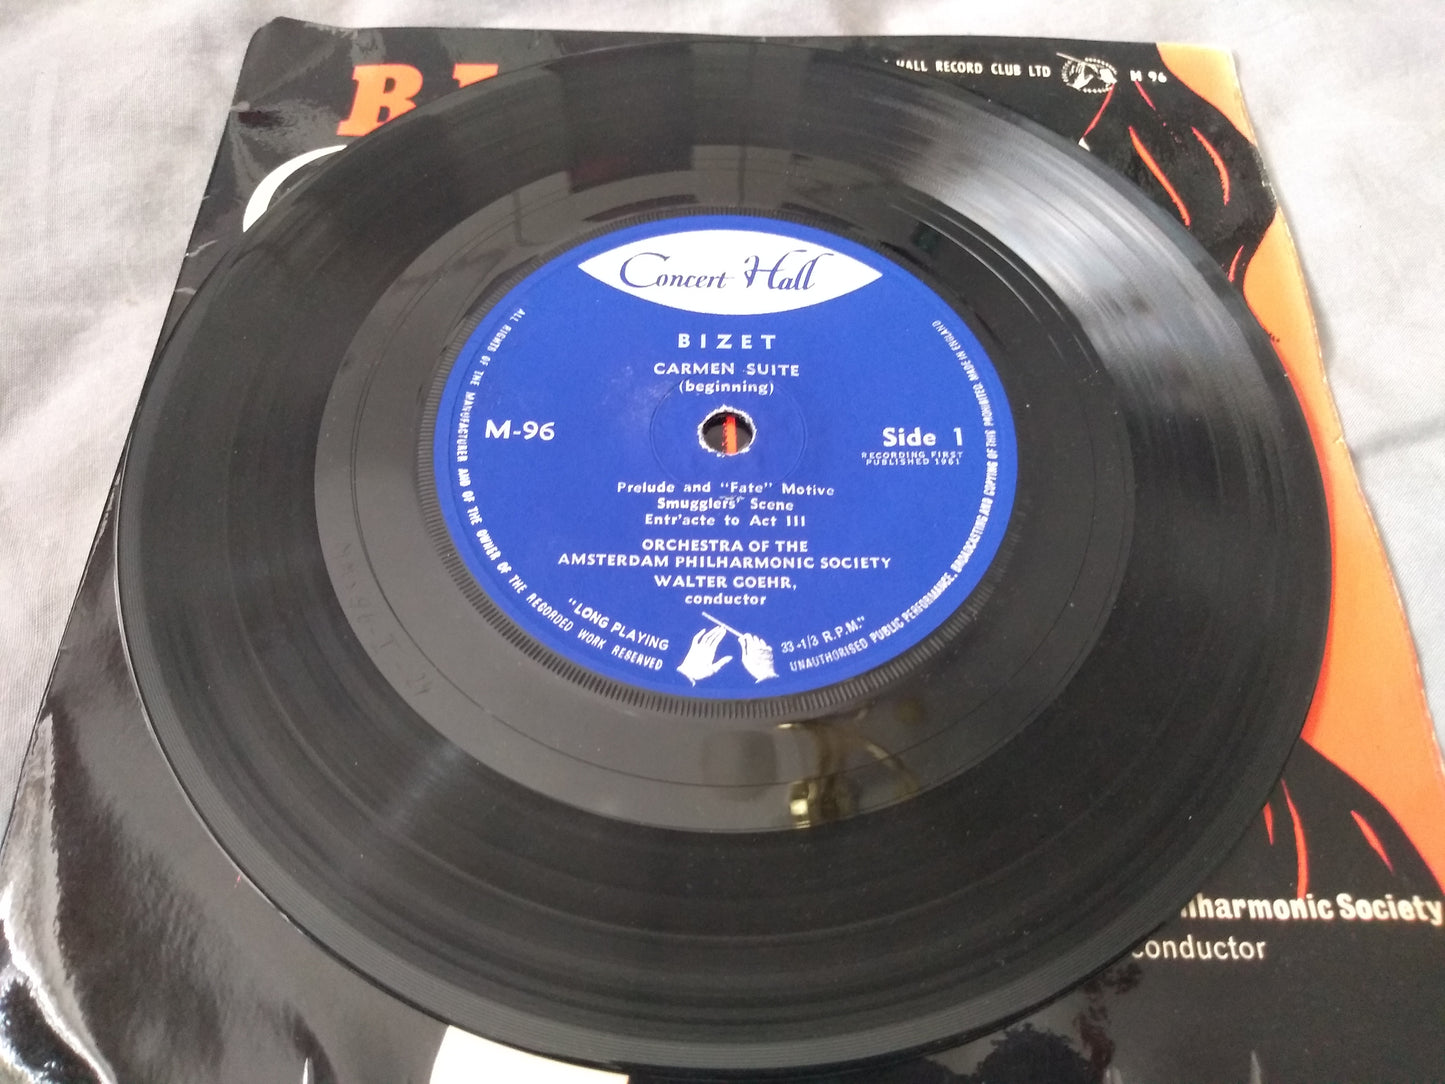 HALL RECORD CLUB LTD
M 96
Concert Hall
BIZET
CARMEN SUITE
(beginning)
M-96
Side 1
RECORDING FIRST
PUBLISHED 1961
Prelude and "Fate" Motive
Smugglers' Scene
Entr'acte to Act III
ORCHESTRA OF THE
AMSTERDAM PHILHARMONIC SOCIETY
WALTER GOEHR,
conductor
"LONG PLAYING
33-1/3 R.P.M."
ALL RIGHTS OF THE MANUFACTURER AND OF THE OWNER OF THE RECORDED WORK RESERVED
UNAUTHORISED PUBLIC PERFORMANCE, BROADCASTING AND COPYING OF THIS PROHIBITED. MADE IN ENGLAND
Society
conductor